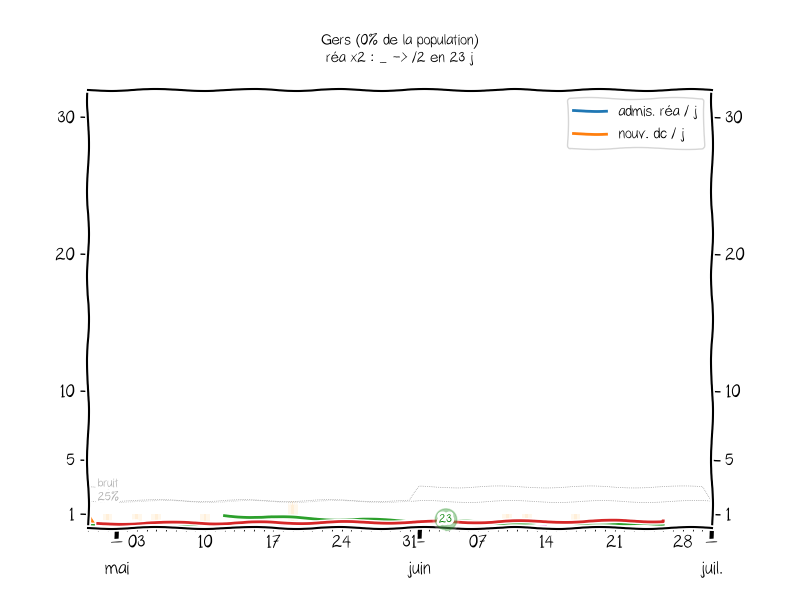 Gers (0% de la population)
réa x2 : _ -> /2 en 23 j
admis. réa / j
nouv. dc / j
30
20
10
5
1
30
20
10
5
1
bruit
25%
23
03 10 17 24 31 07 14 21 28
mai juin juil.